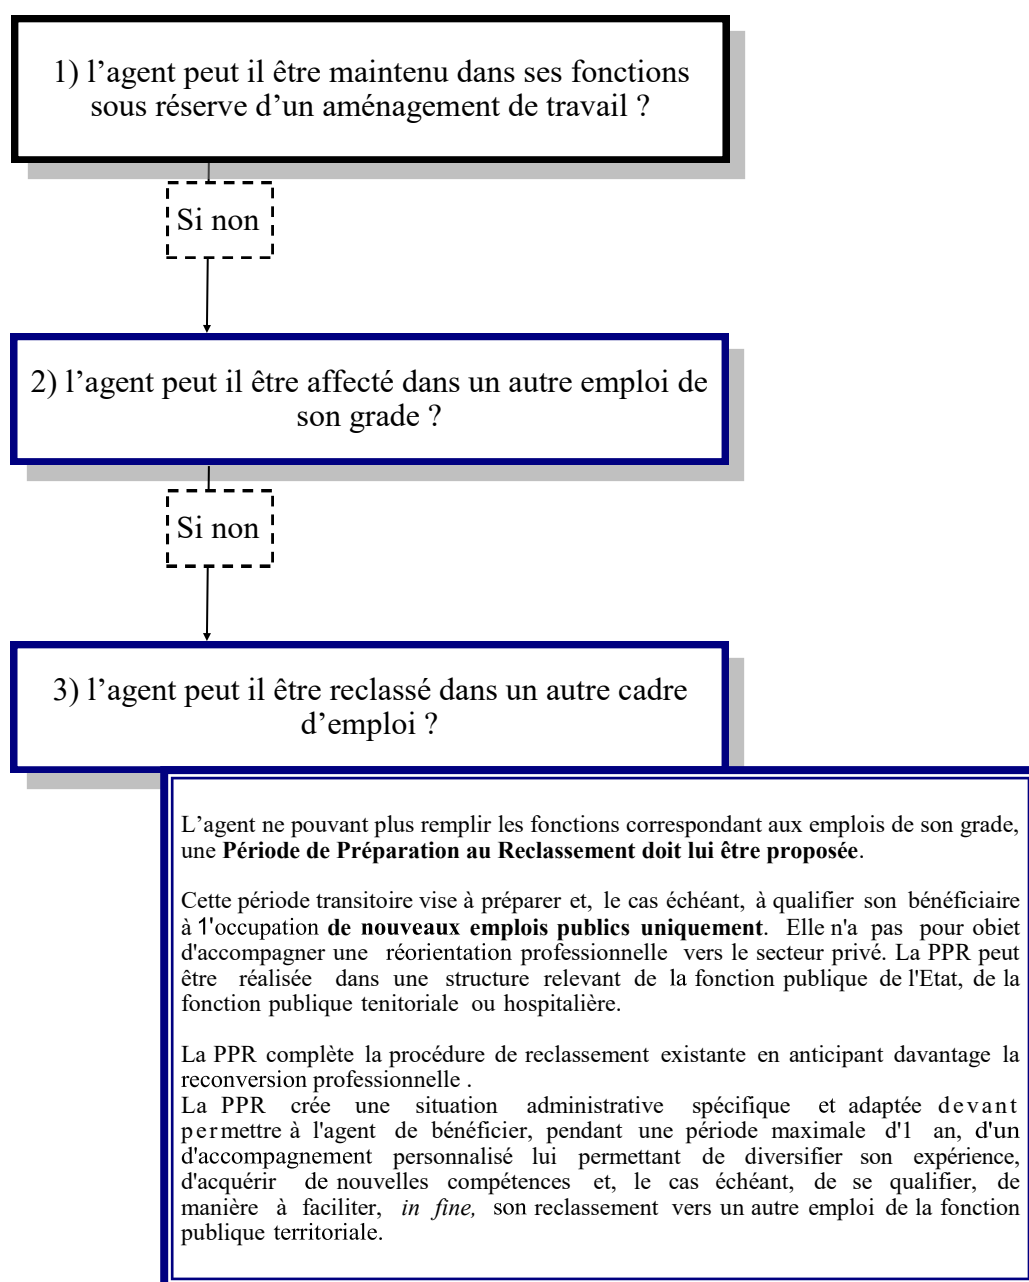 1) l’agent peut il être maintenu dans ses fonctions
sous réserve d’un aménagement de travail ?
Si non
2) l’agent peut il être affecté dans un autre emploi de
son grade ?
Si non
3) l’agent peut il être reclassé dans un autre cadre
d’emploi ?
L’agent ne pouvant plus remplir les fonctions correspondant aux emplois de son grade,
une Période de Préparation au Reclassement doit lui être proposée.
Cette période transitoire vise à préparer et, le cas échéant, à qualifier son bénéficiaire
à 1'occupation de nouveaux emplois publics uniquement. Elle n'a pas pour obiet
d'accompagner une réorientation professionnelle vers le secteur privé. La PPR peut
être réalisée dans une structure relevant de la fonction publique de l'Etat, de la
fonction publique tenitoriale ou hospitalière.
La PPR complète la procédure de reclassement existante en anticipant davantage la
reconversion professionnelle .
La PPR crée une situation administrative spécifique et adaptée devant
permettre à l'agent de bénéficier, pendant une période maximale d'1 an, d'un
d'accompagnement personnalisé lui permettant de diversifier son expérience,
d'acquérir de nouvelles compétences et, le cas échéant, de se qualifier, de
manière à faciliter, in fine, son reclassement vers un autre emploi de la fonction
publique territoriale.